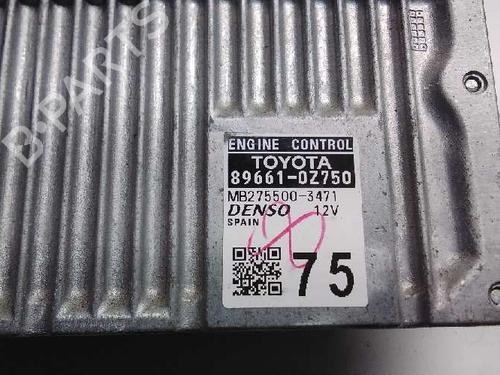 B-PARTS
ENGINE CONTROL
TOYOTA
89661-0Z750
MB275500-3471
DENSO 12V
SPAIN
75